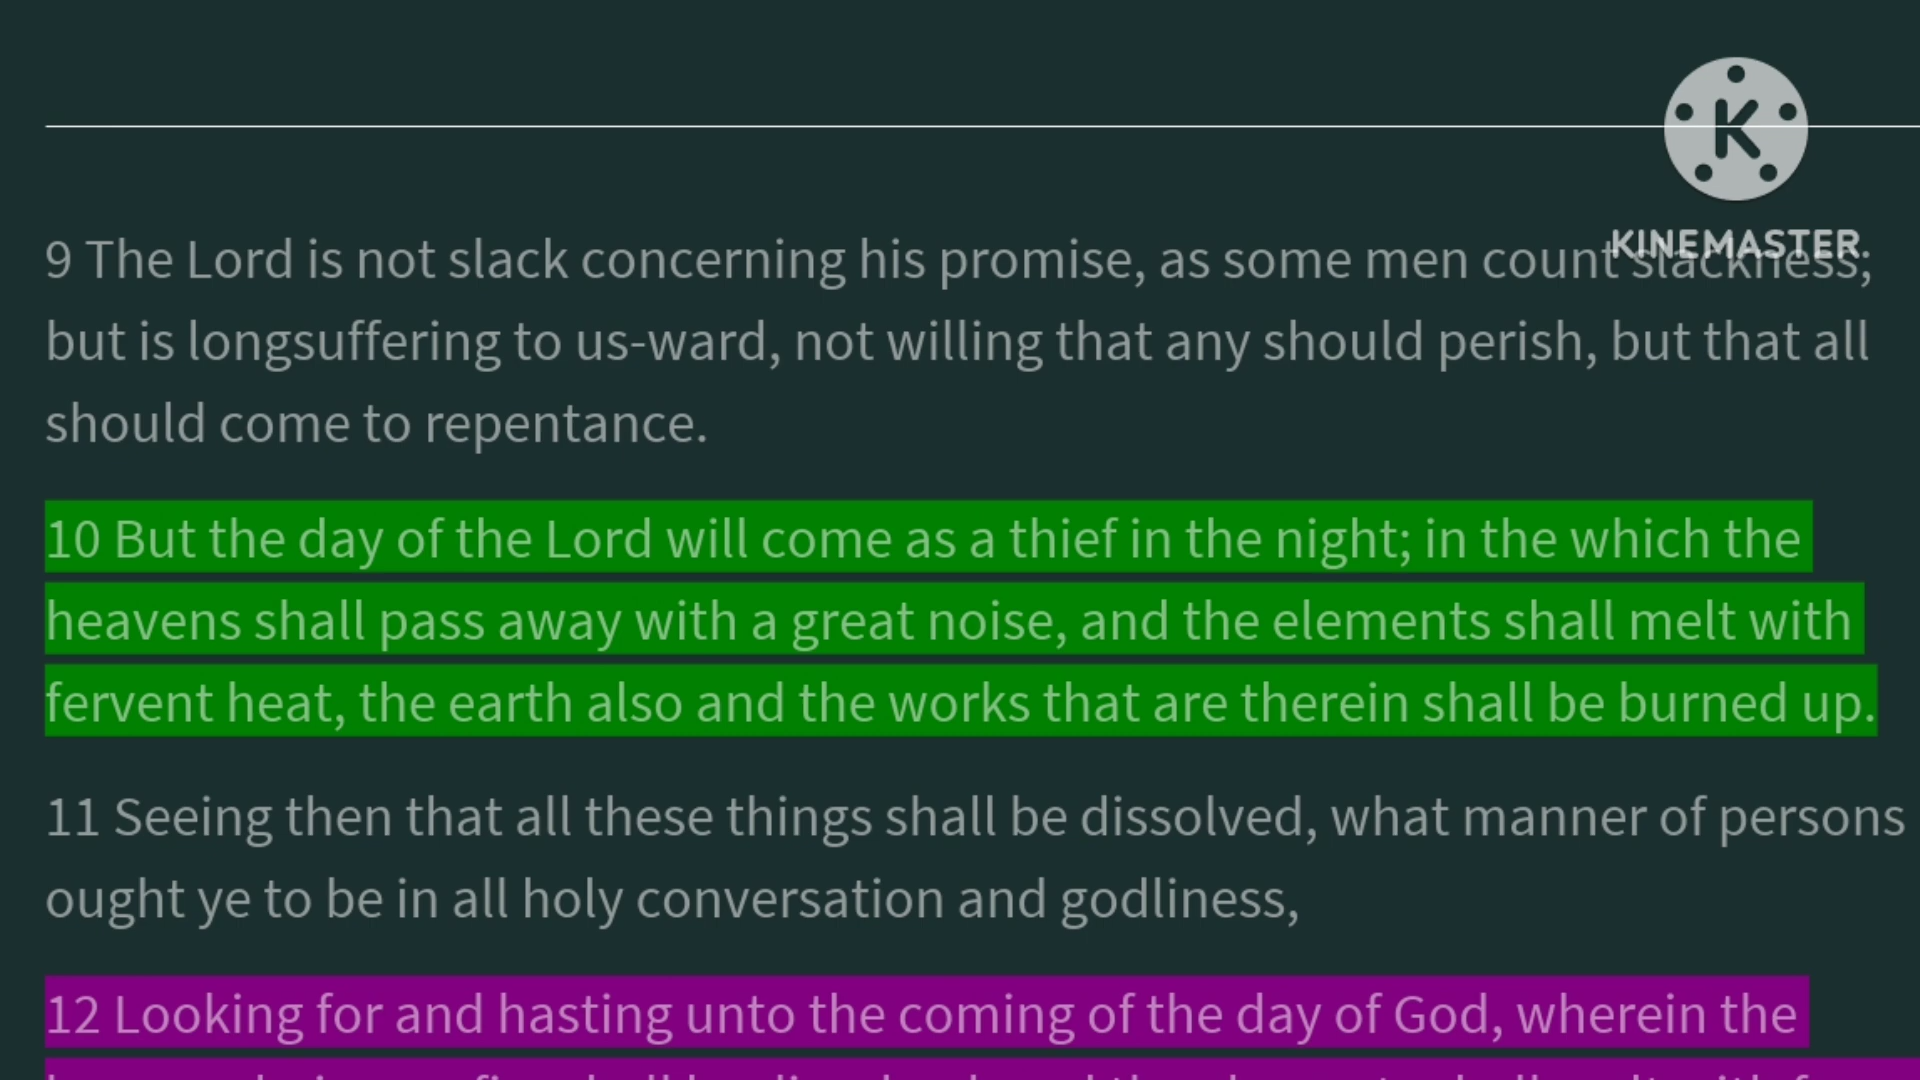 K
KINEMASTER
9 The Lord is not slack concerning his promise, as some men count slackness;
but is longsuffering to us-ward, not willing that any should perish, but that all
should come to repentance.
10 But the day of the Lord will come as a thief in the night; in the which the
heavens shall pass away with a great noise, and the elements shall melt with
fervent heat, the earth also and the works that are therein shall be burned up.
11 Seeing then that all these things shall be dissolved, what manner of persons
ought ye to be in all holy conversation and godliness,
12 Looking for and hasting unto the coming of the day of God, wherein the